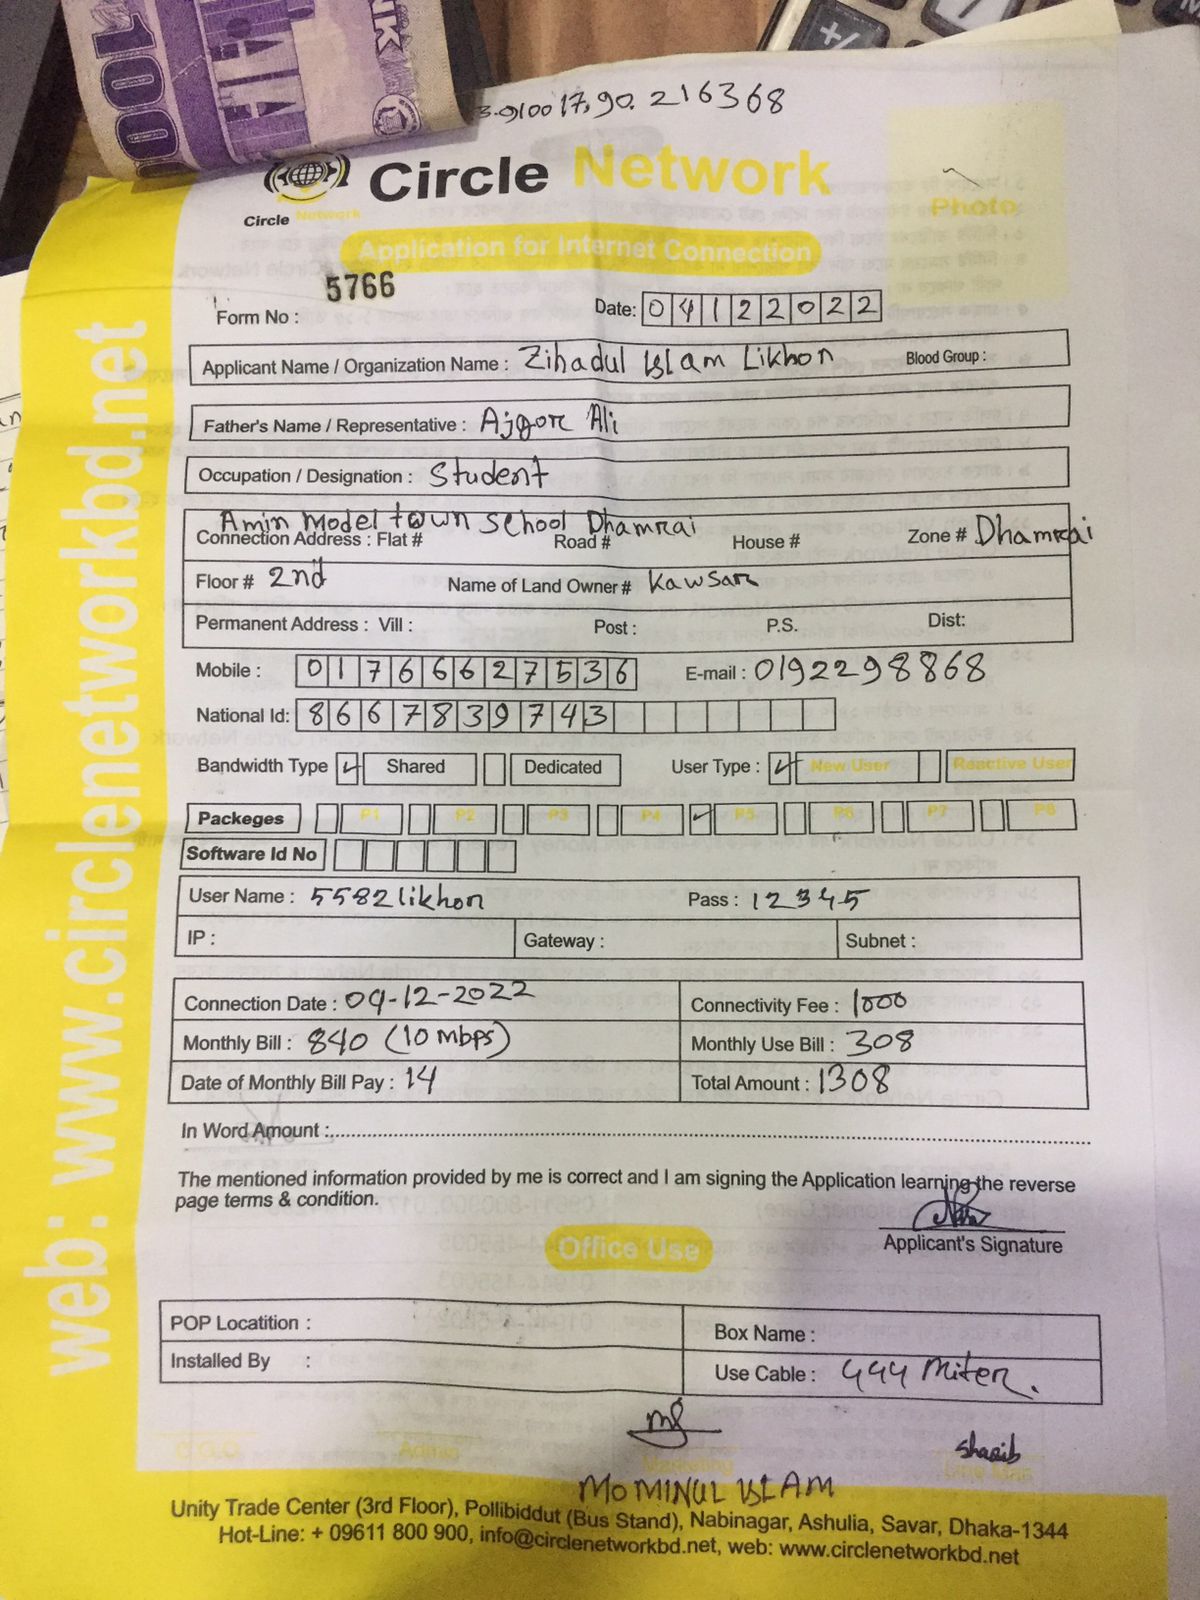 1000
3-9100 17.90. 216368
Circle Network
Circle Network
Photo
Application for Internet Connection
5766
Form No :
Date: 04122022
Applicant Name / Organization Name : Zihadul Islam Likhon Blood Group :
Father's Name / Representative : Ajgor Ali
Occupation / Designation : Student
Amin Model town School Dhamrai
Connection Address : Flat # Road # House # Zone # Dhamrai
Floor # 2nd Name of Land Owner # Kawsar
Permanent Address : Vill : Post : P.S. Dist:
Mobile : 01766627536 E-mail : 01922298868
National Id: 8667839743
Bandwidth Type Shared Dedicated User Type : New User Reactive User
Packeges P1 P2 P3 P4 P5 P6 P7 P8
Software Id No
User Name : 5582likhon Pass : 12345
IP : Gateway : Subnet :
Connection Date : 04-12-2022 Connectivity Fee : 1000
Monthly Bill : 840 (10 mbps) Monthly Use Bill : 308
Date of Monthly Bill Pay : 14 Total Amount : 1308
In Word Amount :
The mentioned information provided by me is correct and I am signing the Application learning the reverse
page terms & condition.
Applicant's Signature
Office Use
POP Locatition : Box Name :
Installed By : Use Cable : 444 Miter.
Sharib
C.O.O Admin Marketing Line Man
MOMINUL ISLAM
Unity Trade Center (3rd Floor), Pollibiddut (Bus Stand), Nabinagar, Ashulia, Savar, Dhaka-1344
Hot-Line: + 09611 800 900, info@circlenetworkbd.net, web: www.circlenetworkbd.net
web: www.circlenetworkbd.net